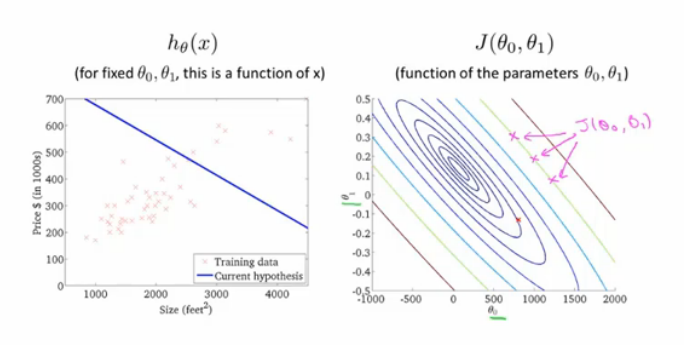 hθ(x)
(for fixed θ₀, θ₁, this is a function of x)
J(θ₀, θ₁)
(function of the parameters θ₀, θ₁)
Price $ (in 1000s)
700
600
500
400
300
200
100
0
1000
2000
3000
4000
Size (feet²)
Training data
Current hypothesis
θ₁
0.5
0.4
0.3
0.2
0.1
0
-0.1
-0.2
-0.3
-0.4
-0.5
-1000
-500
0
500
1000
1500
2000
θ₀
J(θ₀, θ₁)